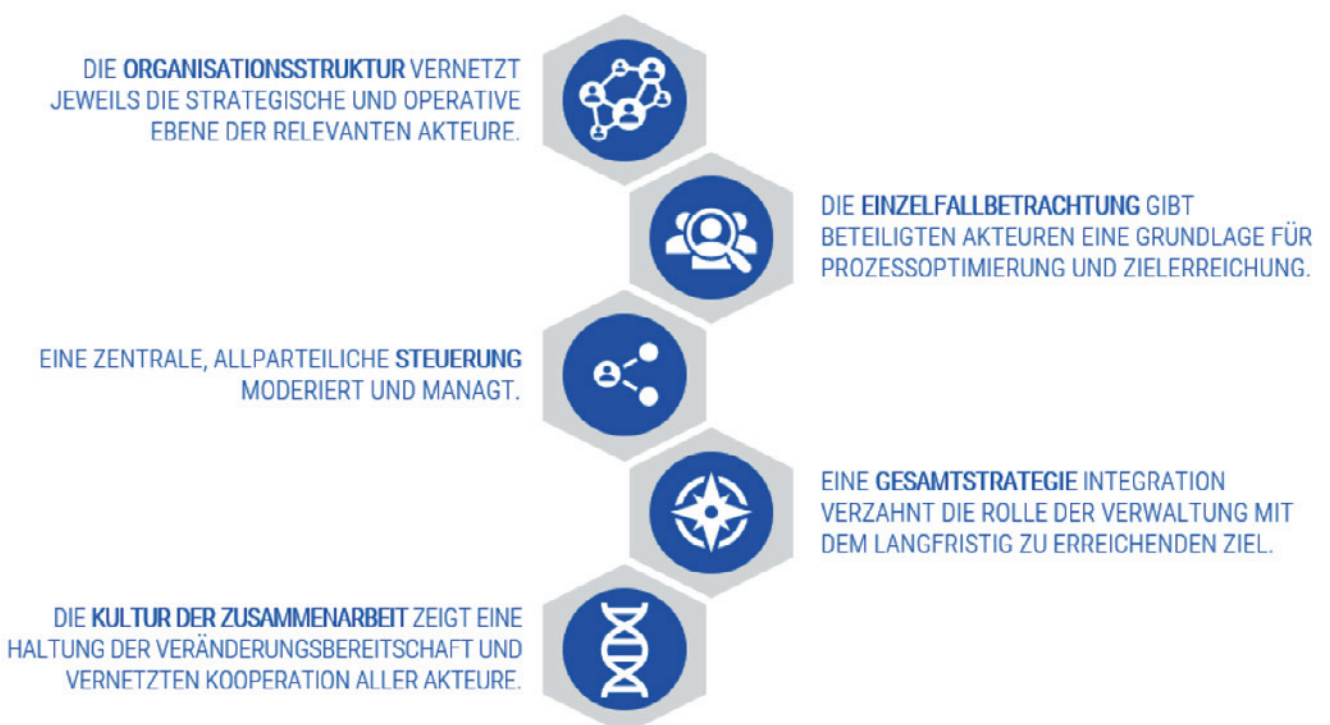 DIE ORGANISATIONSSTRUKTUR VERNETZT
JEWEILS DIE STRATEGISCHE UND OPERATIVE
EBENE DER RELEVANTEN AKTEURE.
DIE EINZELFALLBETRACHTUNG GIBT
BETEILIGTEN AKTEUREN EINE GRUNDLAGE FÜR
PROZESSOPTIMIERUNG UND ZIELERREICHUNG.
EINE ZENTRALE, ALLPARTEILICHE STEUERUNG
MODERIERT UND MANAGT.
EINE GESAMTSTRATEGIE INTEGRATION
VERZAHNT DIE ROLLE DER VERWALTUNG MIT
DEM LANGFRISTIG ZU ERREICHENDEN ZIEL.
DIE KULTUR DER ZUSAMMENARBEIT ZEIGT EINE
HALTUNG DER VERÄNDERUNGSBEREITSCHAFT UND
VERNETZTEN KOOPERATION ALLER AKTEURE.